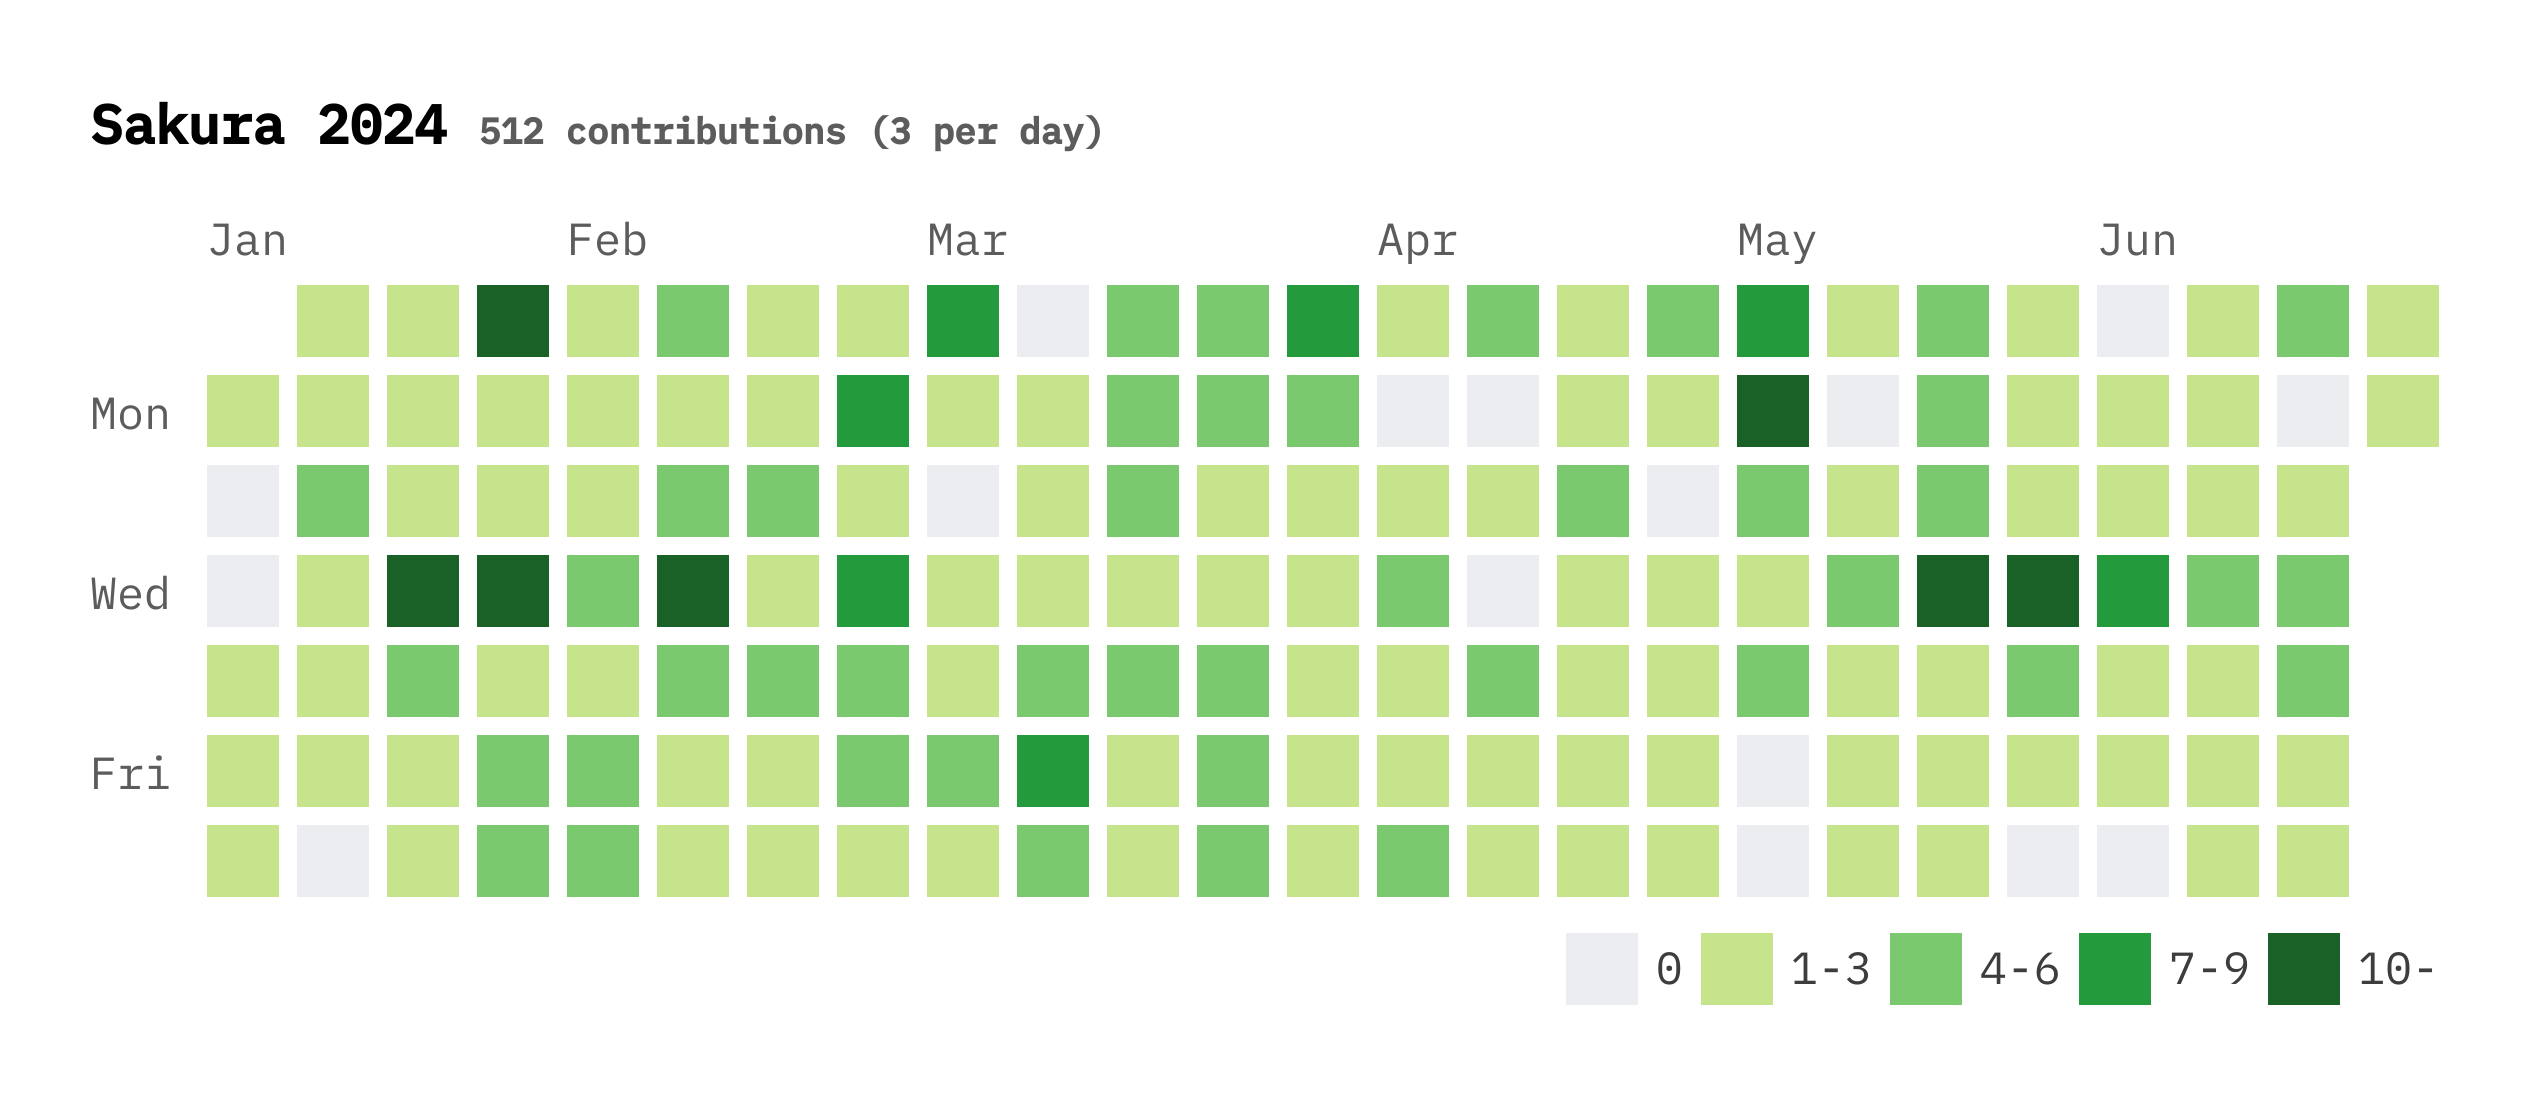 Sakura 2024 512 contributions (3 per day)
Jan Feb Mar Apr May Jun
Mon
Wed
Fri
0 1-3 4-6 7-9 10-